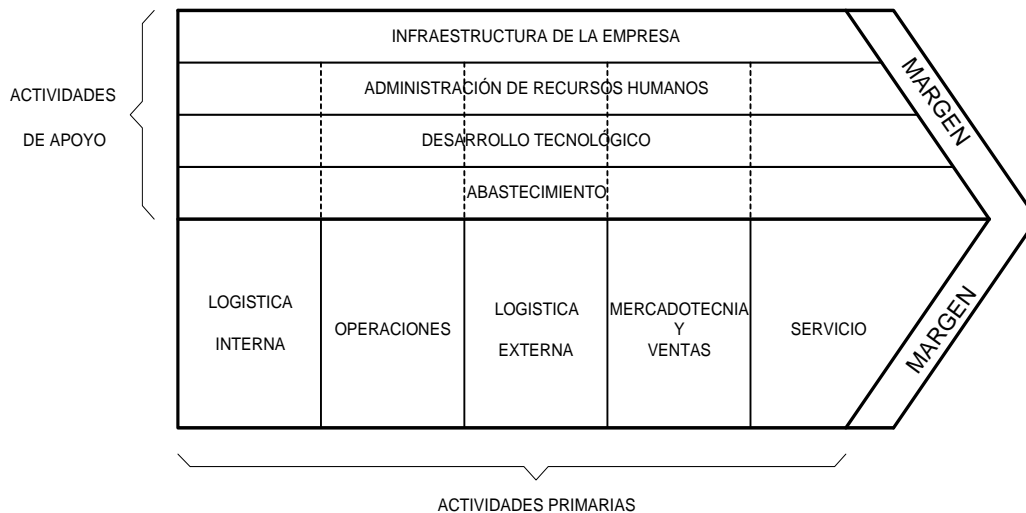 INFRAESTRUCTURA DE LA EMPRESA
ADMINISTRACIÓN DE RECURSOS HUMANOS
DESARROLLO TECNOLÓGICO
ABASTECIMIENTO
ACTIVIDADES
DE APOYO
MARGEN
LOGISTICA
INTERNA
OPERACIONES
LOGISTICA
EXTERNA
MERCADOTECNIA
Y
VENTAS
SERVICIO
MARGEN
ACTIVIDADES PRIMARIAS